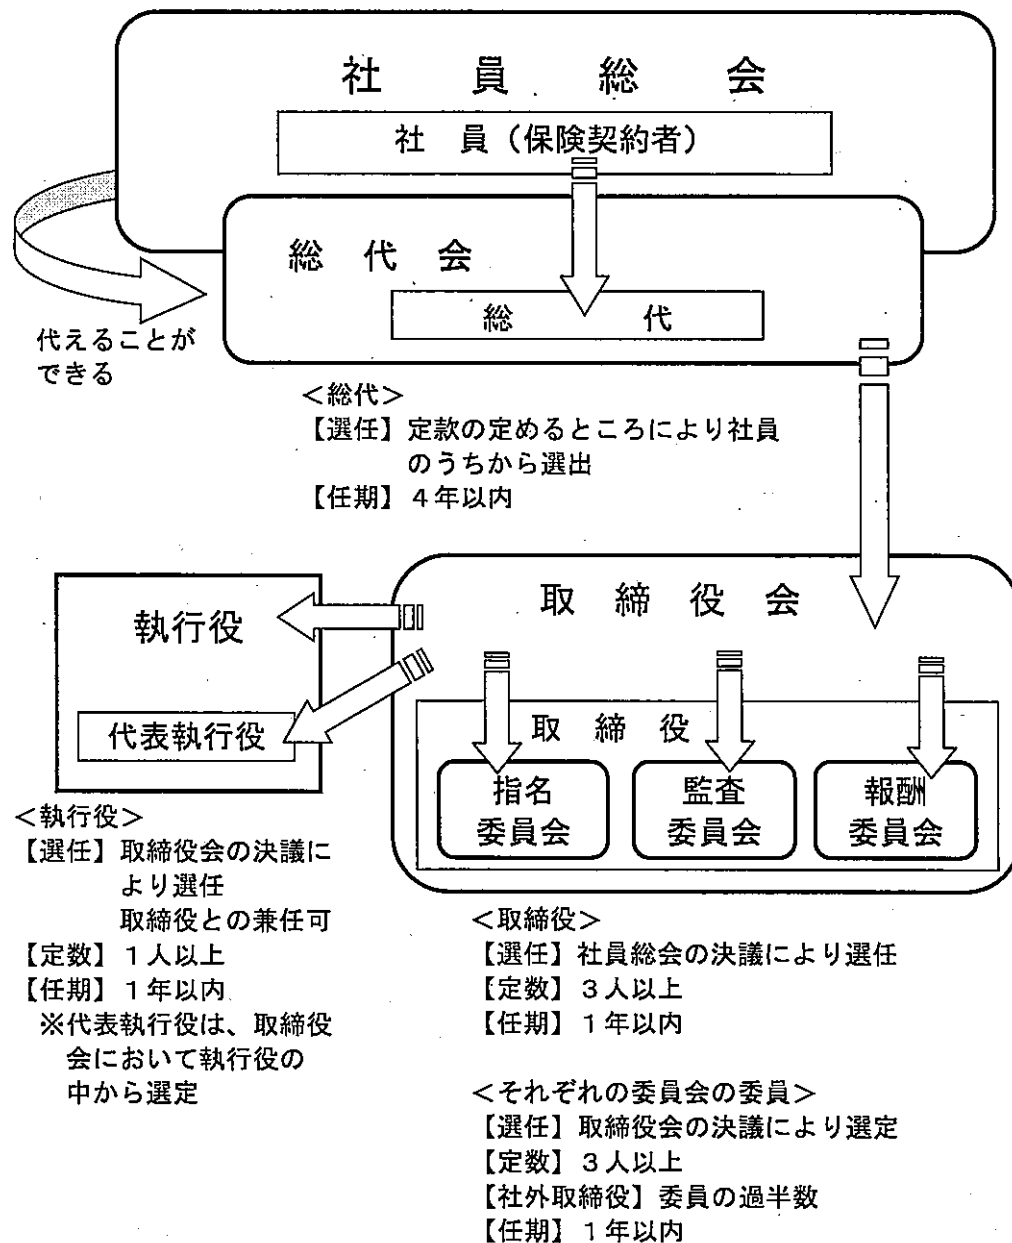 社員総会
社員（保険契約者）
総代会
総代
代えることが
できる
＜総代＞
【選任】定款の定めるところにより社員
のうちから選出
【任期】４年以内
取締役会
執行役
代表執行役
取締役
指名
委員会
監査
委員会
報酬
委員会
＜執行役＞
【選任】取締役会の決議に
より選任
取締役との兼任可
【定数】１人以上
【任期】１年以内
※代表執行役は、取締役
会において執行役の
中から選定
＜取締役＞
【選任】社員総会の決議により選任
【定数】３人以上
【任期】１年以内
＜それぞれの委員会の委員＞
【選任】取締役会の決議により選定
【定数】３人以上
【社外取締役】委員の過半数
【任期】１年以内